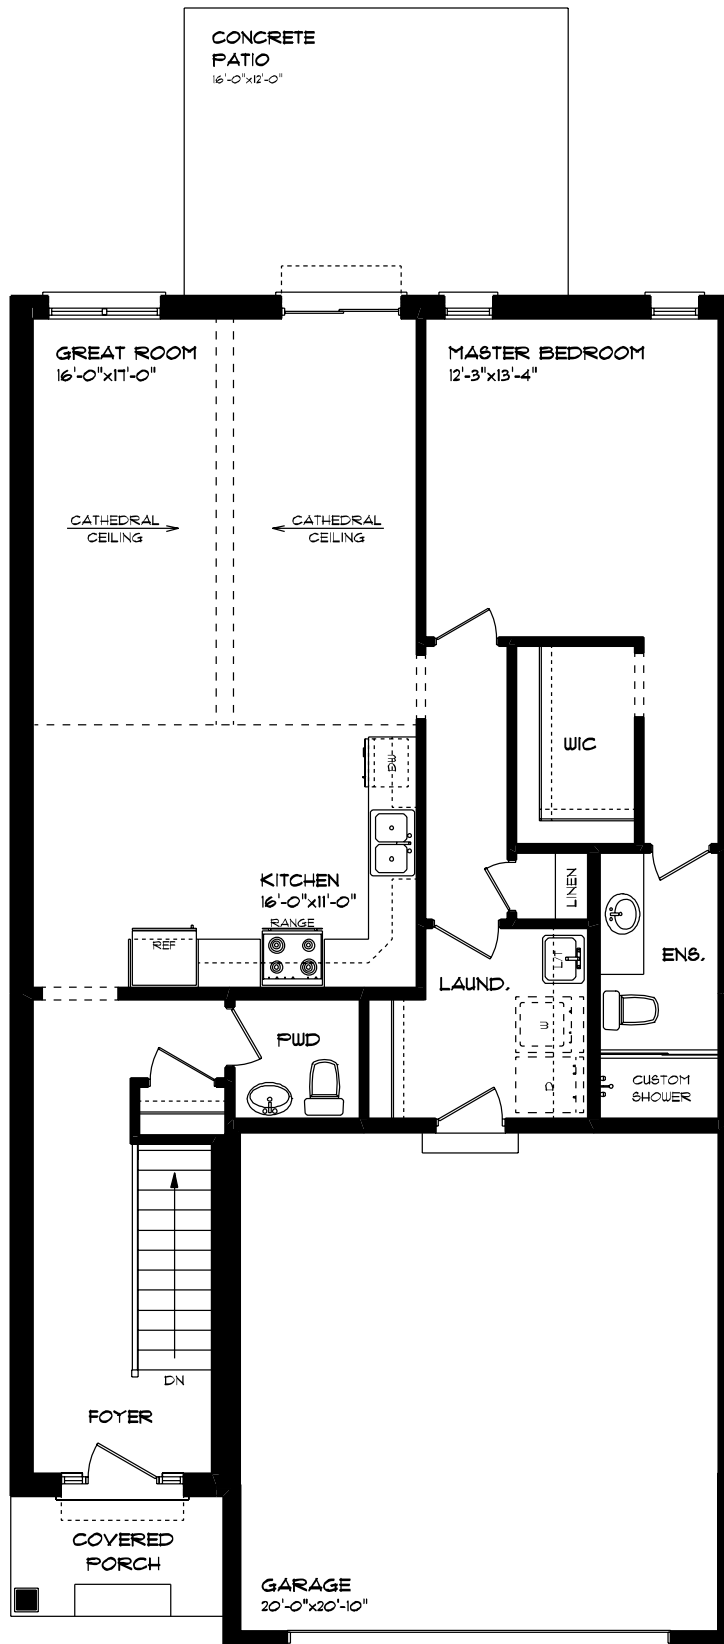 CONCRETE
PATIO
16'-0"x12'-0"
GREAT ROOM
16'-0"x17'-0"
MASTER BEDROOM
12'-3"x13'-4"
CATHEDRAL
CEILING
CATHEDRAL
CEILING
WIC
KITCHEN
16'-0"x11'-0"
RANGE
REF
LINEN
ENS.
LAUND.
L/T
W
D
PWD
CUSTOM
SHOWER
DN
FOYER
COVERED
PORCH
GARAGE
20'-0"x20'-10"